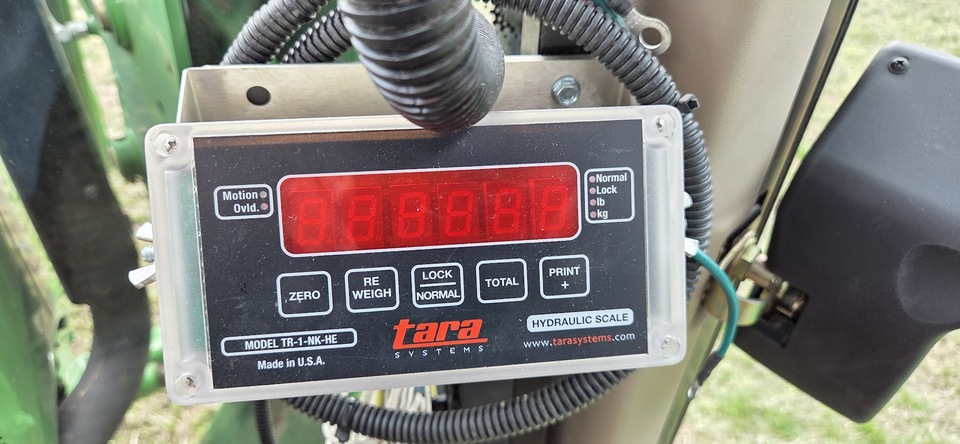 Motion
Ovld.
Normal
Lock
lb
kg
ZERO
RE
WEIGH
LOCK
NORMAL
TOTAL
PRINT
+
MODEL TR-1-NK-HE
Made in U.S.A.
tara
SYSTEMS
HYDRAULIC SCALE
www.tarasystems.com